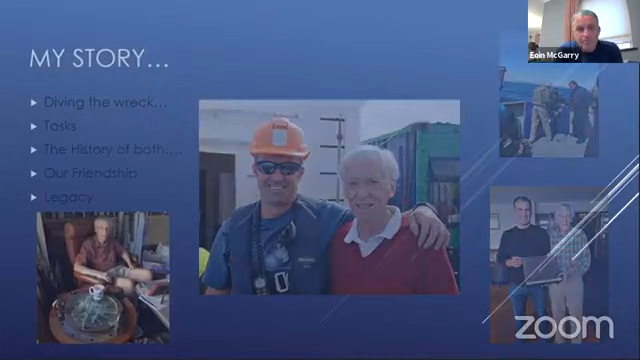 MY STORY...
Diving the wreck...
Tasks
The History of both....
Our Friendship
Legacy
Eoin McGarry
zoom